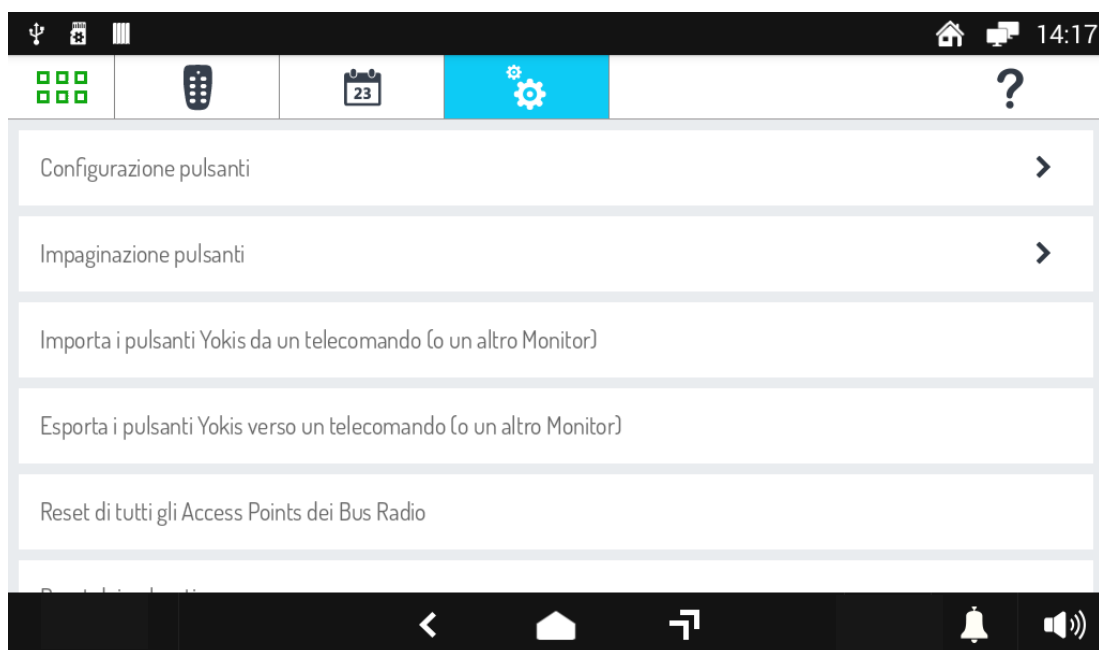 14:17
23
?
Configurazione pulsanti
Impaginazione pulsanti
Importa i pulsanti Yokis da un telecomando (o un altro Monitor)
Esporta i pulsanti Yokis verso un telecomando (o un altro Monitor)
Reset di tutti gli Access Points dei Bus Radio